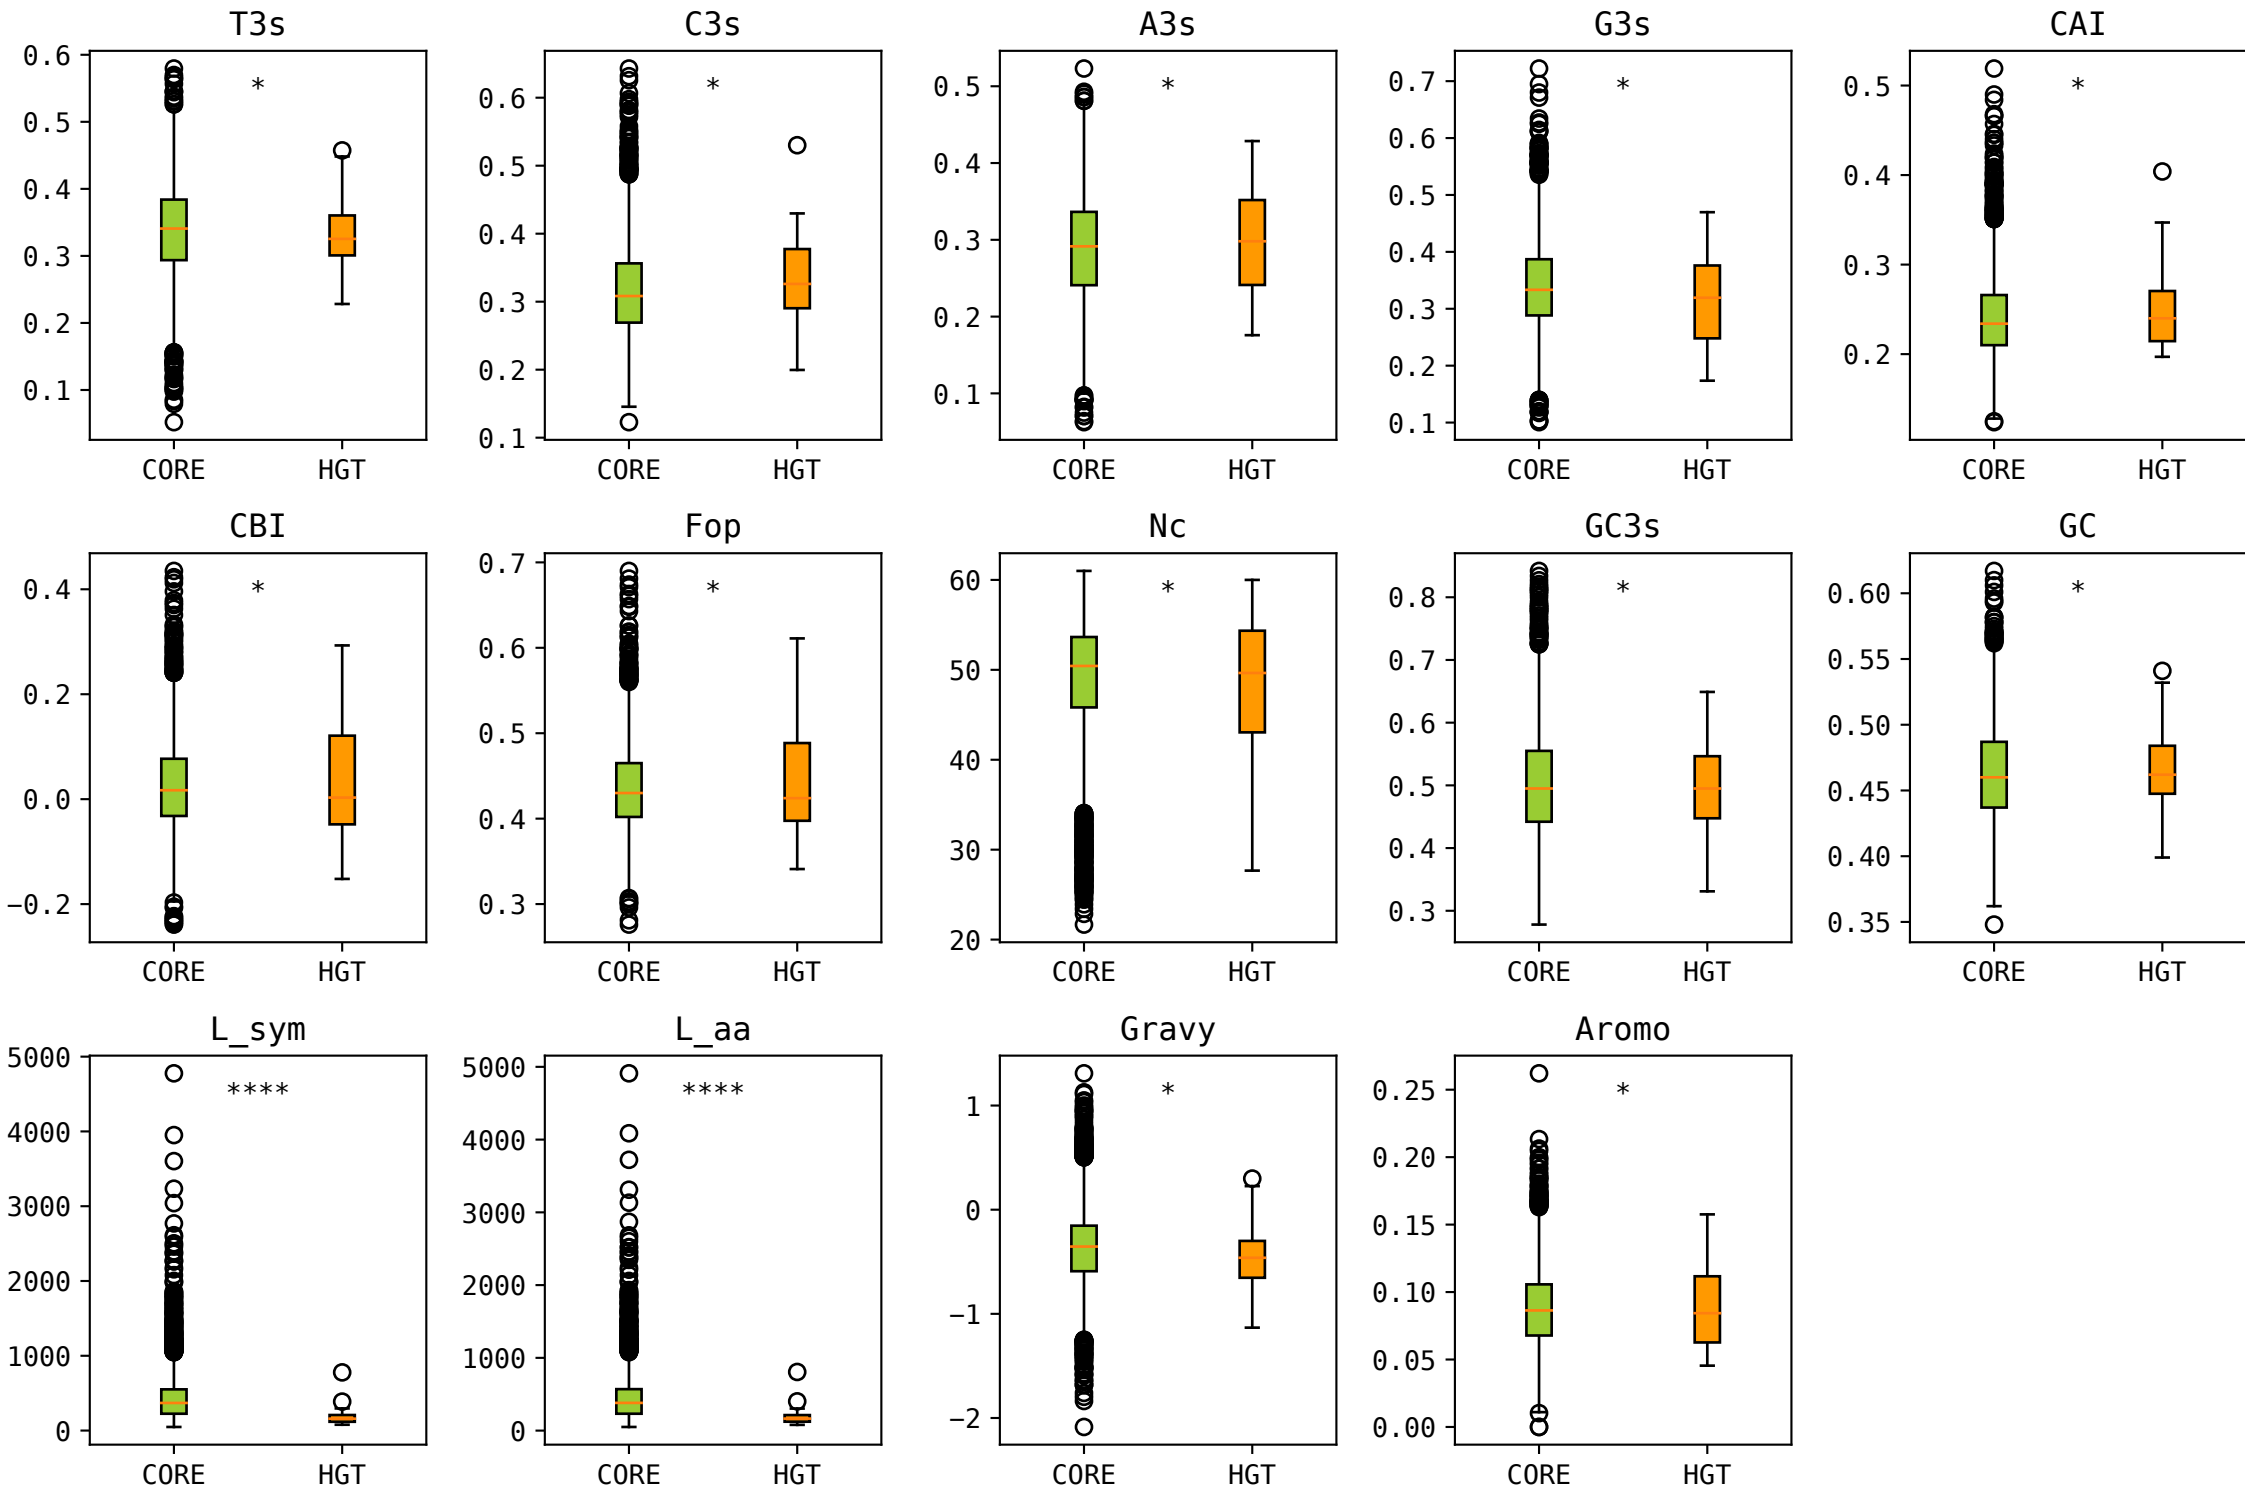 T3s C3s A3s G3s CAI
0.6 0.5 0.4 0.3 0.2 0.1
*
CORE HGT
0.6 0.5 0.4 0.3 0.2 0.1
*
CORE HGT
0.5 0.4 0.3 0.2 0.1
*
CORE HGT
0.7 0.6 0.5 0.4 0.3 0.2 0.1
*
CORE HGT
0.5 0.4 0.3 0.2
*
CORE HGT
CBI Fop Nc GC3s GC
0.4 0.2 0.0 −0.2
*
CORE HGT
0.7 0.6 0.5 0.4 0.3
*
CORE HGT
60 50 40 30 20
*
CORE HGT
0.8 0.7 0.6 0.5 0.4 0.3
*
CORE HGT
0.60 0.55 0.50 0.45 0.40 0.35
*
CORE HGT
L_sym L_aa Gravy Aromo
5000 4000 3000 2000 1000 0
****
CORE HGT
5000 4000 3000 2000 1000 0
****
CORE HGT
1 0 −1 −2
*
CORE HGT
0.25 0.20 0.15 0.10 0.05 0.00
*
CORE HGT